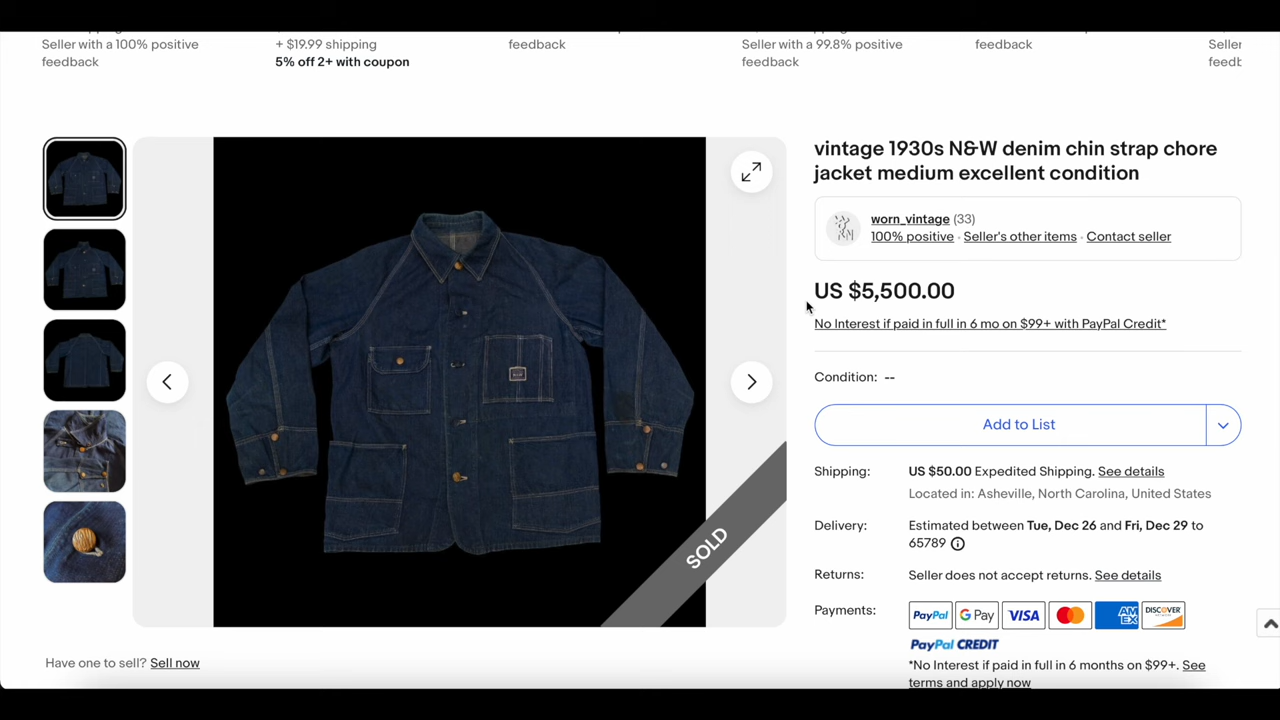 Seller with a 100% positive
feedback
+ $19.99 shipping
5% off 2+ with coupon
feedback
Seller with a 99.8% positive
feedback
feedback
Seller
vintage 1930s N&W denim chin strap chore
jacket medium excellent condition
worn_vintage (33)
100% positive · Seller's other items · Contact seller
US $5,500.00
No Interest if paid in full in 6 mo on $99+ with PayPal Credit*
Condition: --
Add to List
Shipping: US $50.00 Expedited Shipping. See details
Located in: Asheville, North Carolina, United States
Delivery: Estimated between Tue, Dec 26 and Fri, Dec 29 to
65789
Returns: Seller does not accept returns. See details
Payments: PayPal G Pay VISA AM EX DISCOVER
PayPal CREDIT
*No Interest if paid in full in 6 months on $99+. See
terms and apply now
SOLD
Have one to sell? Sell now